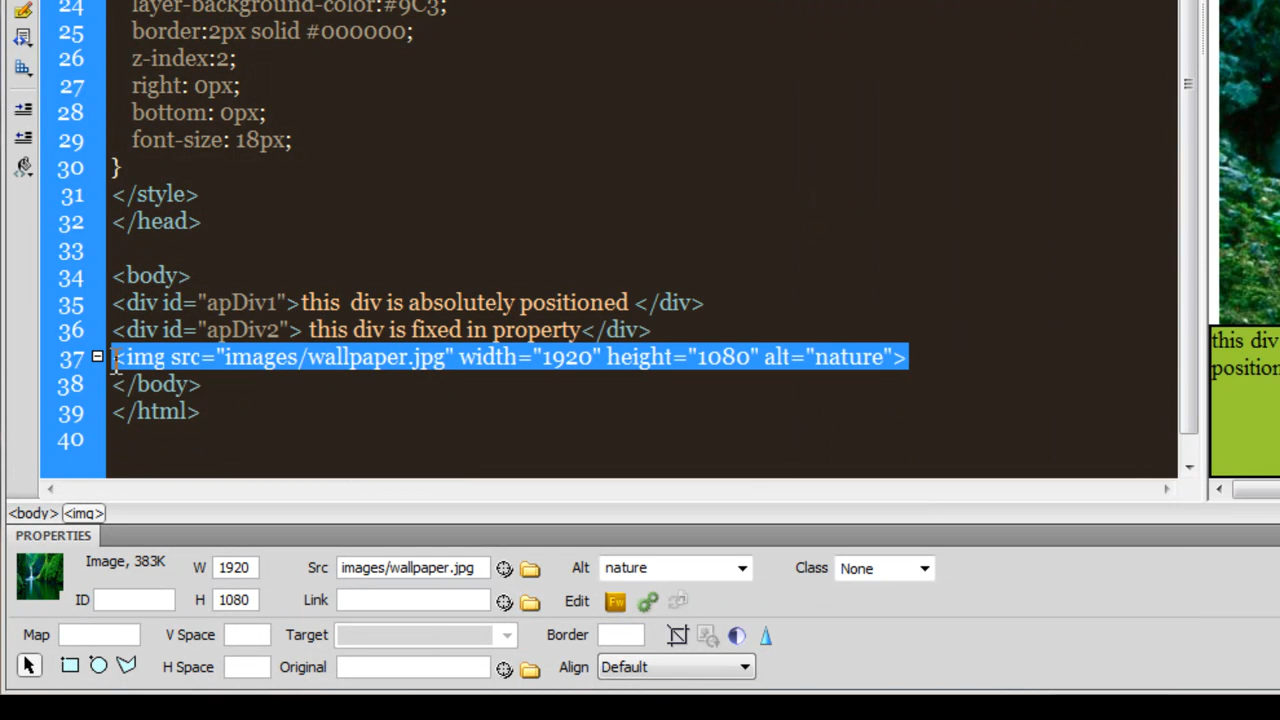 24 layer-background-color:#9C3;
25 border:2px solid #000000;
26 z-index:2;
27 right: 0px;
28 bottom: 0px;
29 font-size: 18px;
30 }
31 </style>
32 </head>
33
34 <body>
35 <div id="apDiv1">this  div is absolutely positioned </div>
36 <div id="apDiv2"> this div is fixed in property</div>
37 <img src="images/wallpaper.jpg" width="1920" height="1080" alt="nature">
38 </body>
39 </html>
40
this div
position
<body> <img>
PROPERTIES
Image, 383K W 1920 Src images/wallpaper.jpg Alt nature Class None
ID H 1080 Link Edit Fw
Map V Space Target Border
H Space Original Align Default